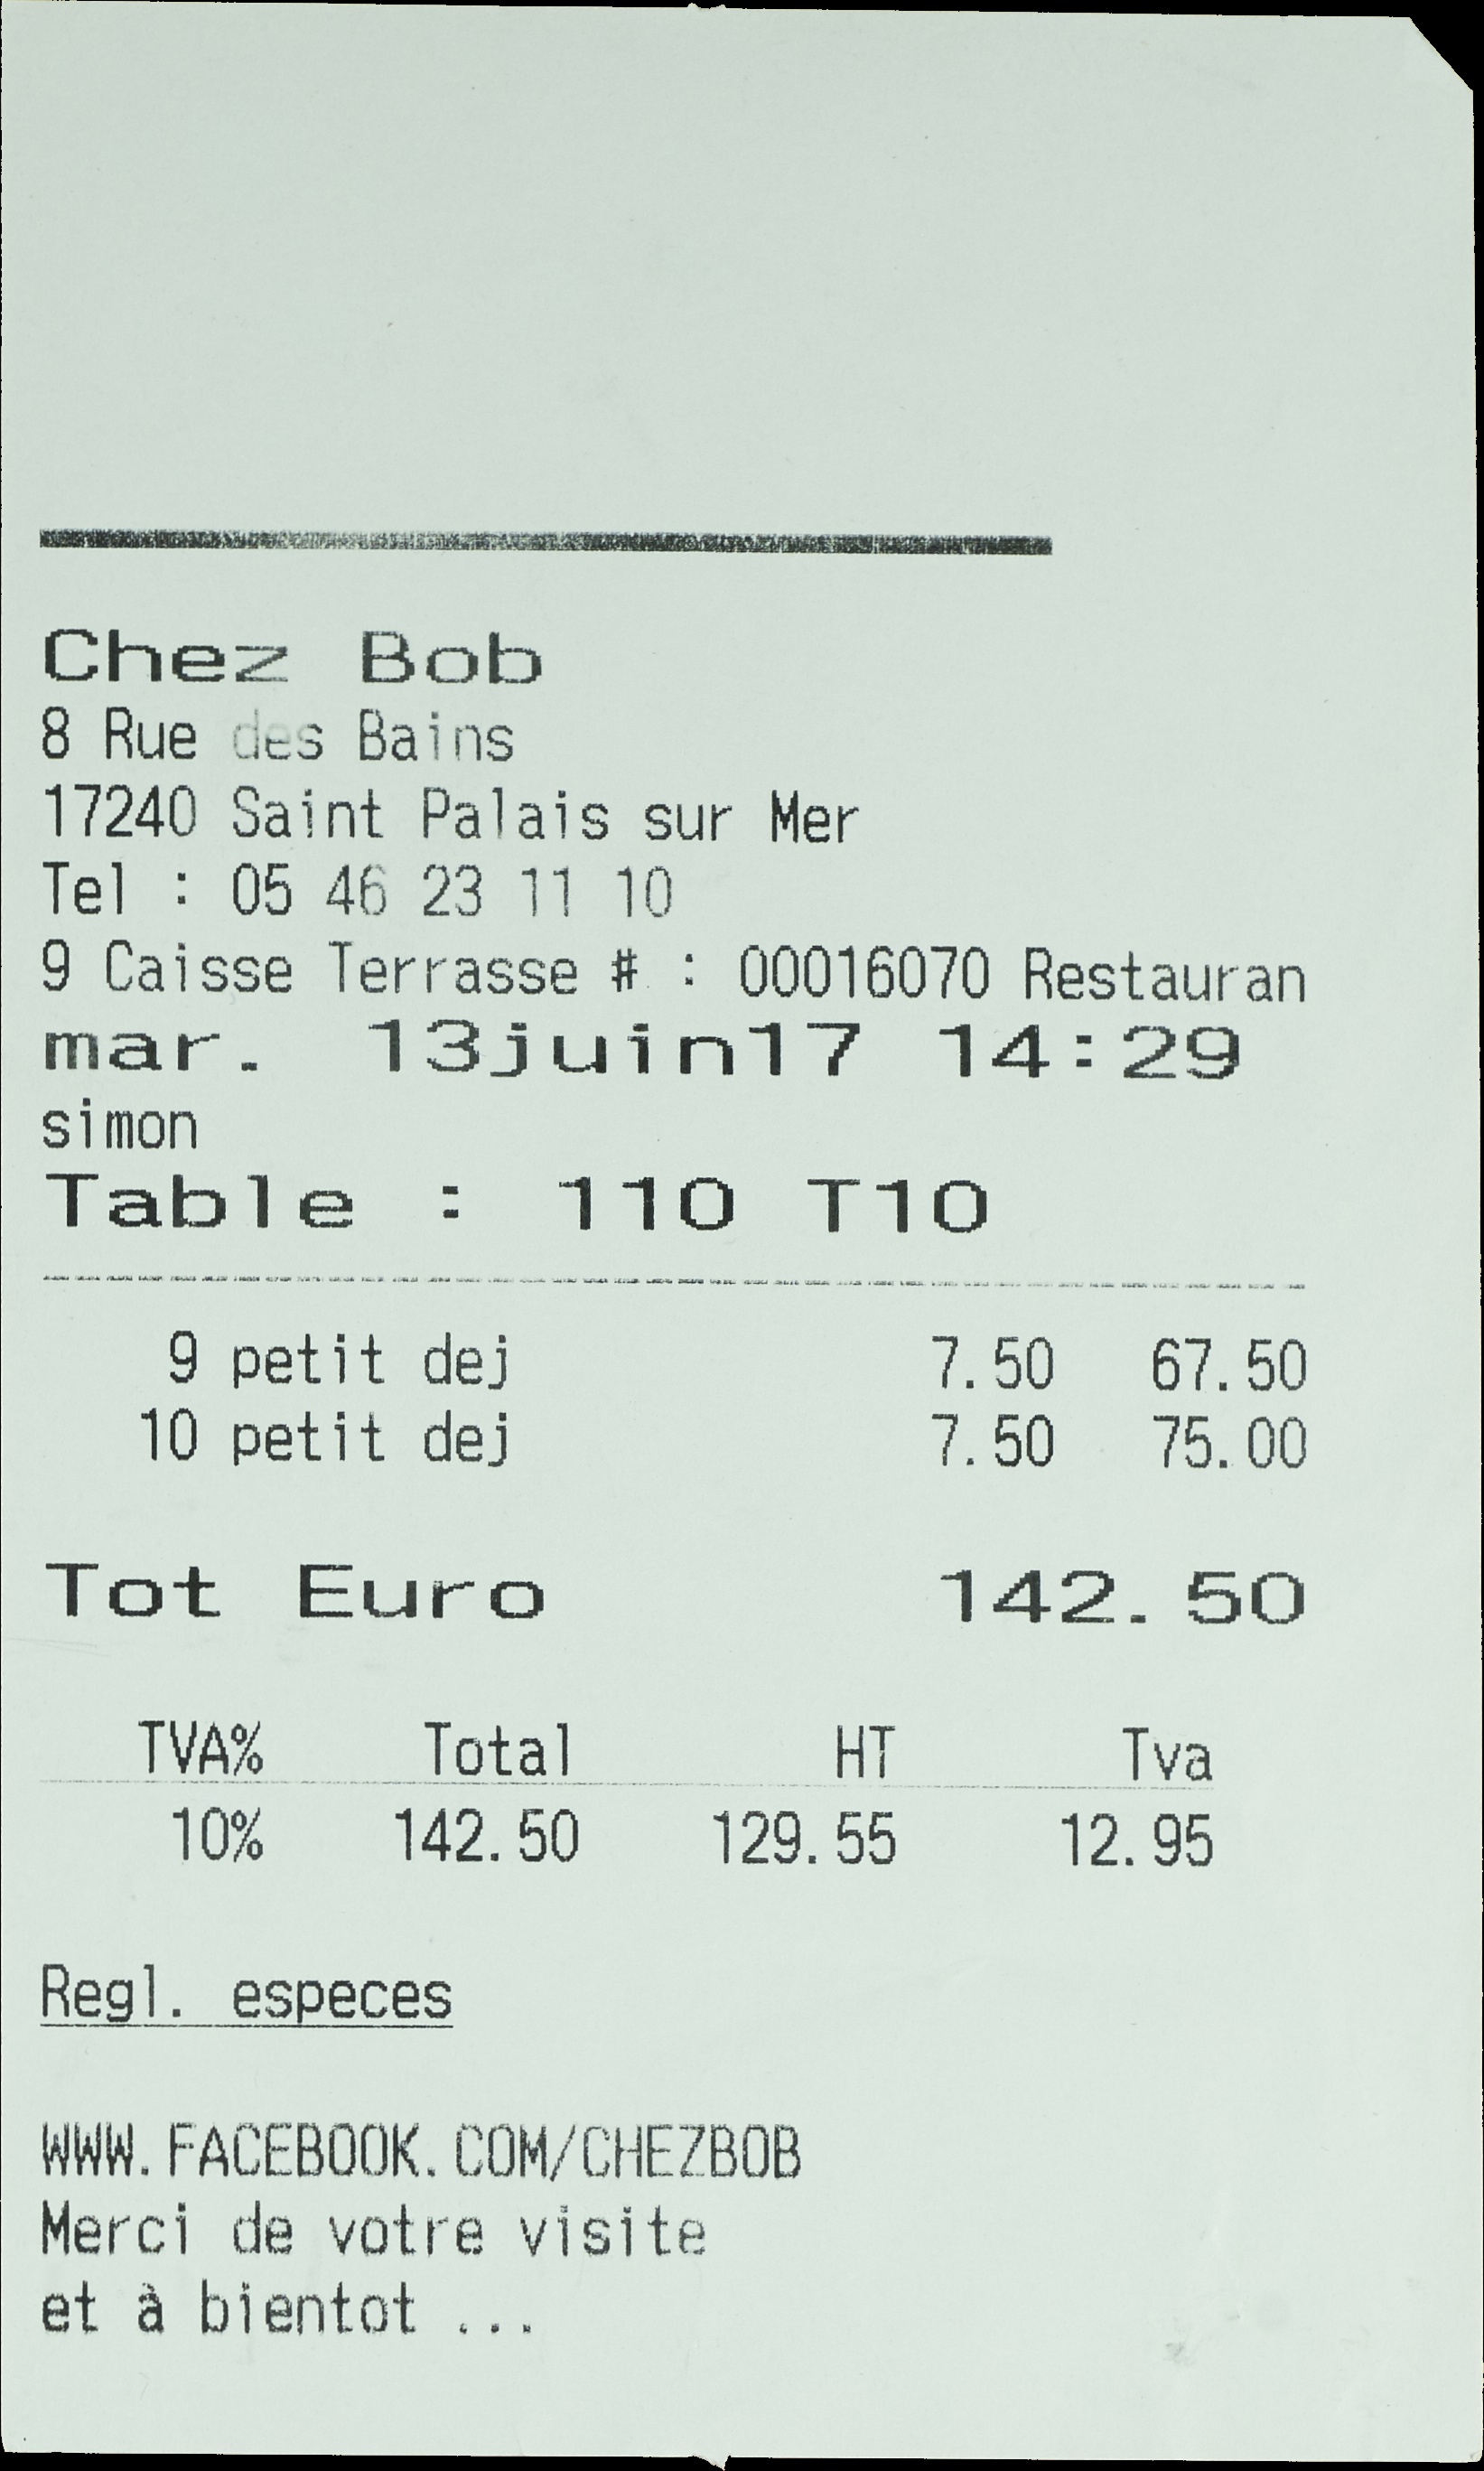 Chez Bob
8 Rue des Bains
17240 Saint Palais sur Mer
Tel : 05 46 23 11 10
9 Caisse Terrasse # : 00016070 Restauran
mar. 13juin17 14:29
simon
Table : 110 T10
9 petit dej 7.50 67.50
10 petit dej 7.50 75.00
Tot Euro 142.50
TVA% Total HT Tva
10% 142.50 129.55 12.95
Regl. especes
WWW.FACEBOOK.COM/CHEZBOB
Merci de votre visite
et à bientot ...